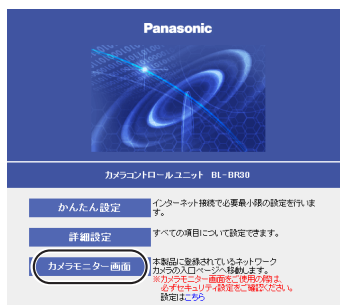 Panasonic
カメラコントロールユニット BL-BR30
かんたん設定
インターネット接続で必要最小限の設定を行いま
す。
詳細設定
すべての項目について設定できます。
カメラモニター画面
本製品に登録されているネットワーク
カメラの入口ページへ移動します。
※カメラモニター画面をご使用の際は、
必ずセキュリティ設定をご確認ください。
設定はこちら